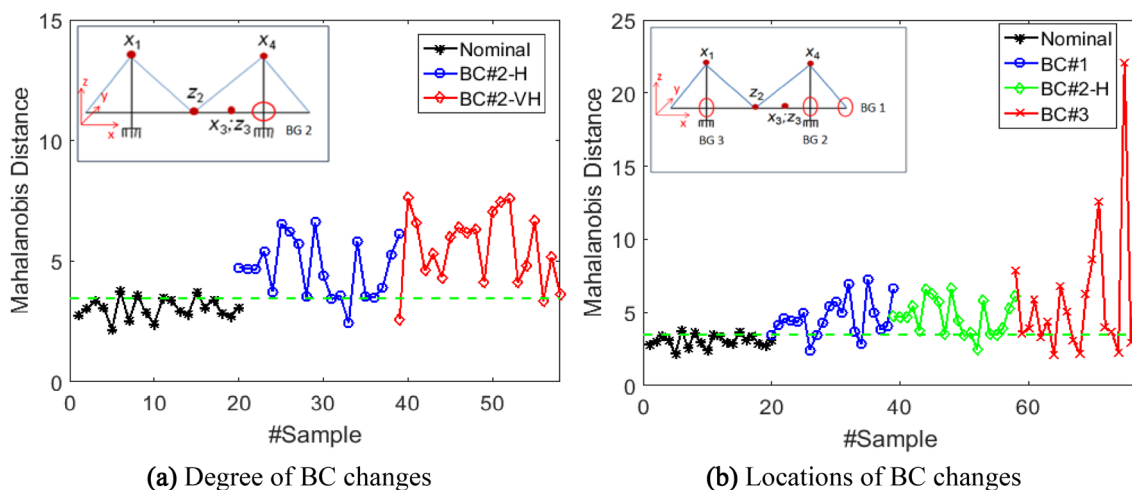 15
10
5
0
Mahalanobis Distance
x1
x4
z2
x3;z3
BG 2
z
y
x
Nominal
BC#2-H
BC#2-VH
0 10 20 30 40 50
#Sample
(a) Degree of BC changes
25
20
15
10
5
0
Mahalanobis Distance
x1
x4
z2
x3;z3
BG 1
BG 3
BG 2
z
y
x
Nominal
BC#1
BC#2-H
BC#3
0 20 40 60
#Sample
(b) Locations of BC changes